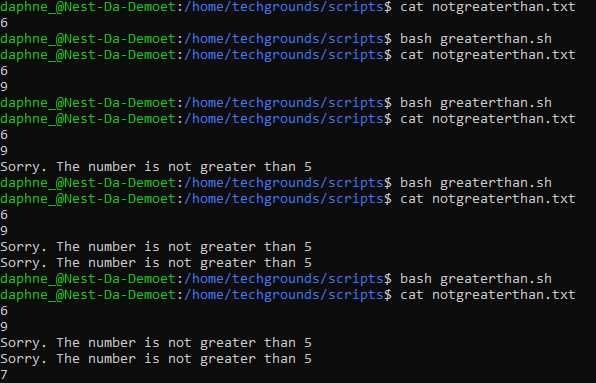 daphne_@Nest-Da-Demoet:/home/techgrounds/scripts$ cat notgreaterthan.txt
6
daphne_@Nest-Da-Demoet:/home/techgrounds/scripts$ bash greaterthan.sh
daphne_@Nest-Da-Demoet:/home/techgrounds/scripts$ cat notgreaterthan.txt
6
9
daphne_@Nest-Da-Demoet:/home/techgrounds/scripts$ bash greaterthan.sh
daphne_@Nest-Da-Demoet:/home/techgrounds/scripts$ cat notgreaterthan.txt
6
9
Sorry. The number is not greater than 5
daphne_@Nest-Da-Demoet:/home/techgrounds/scripts$ bash greaterthan.sh
daphne_@Nest-Da-Demoet:/home/techgrounds/scripts$ cat notgreaterthan.txt
6
9
Sorry. The number is not greater than 5
Sorry. The number is not greater than 5
daphne_@Nest-Da-Demoet:/home/techgrounds/scripts$ bash greaterthan.sh
daphne_@Nest-Da-Demoet:/home/techgrounds/scripts$ cat notgreaterthan.txt
6
9
Sorry. The number is not greater than 5
Sorry. The number is not greater than 5
7